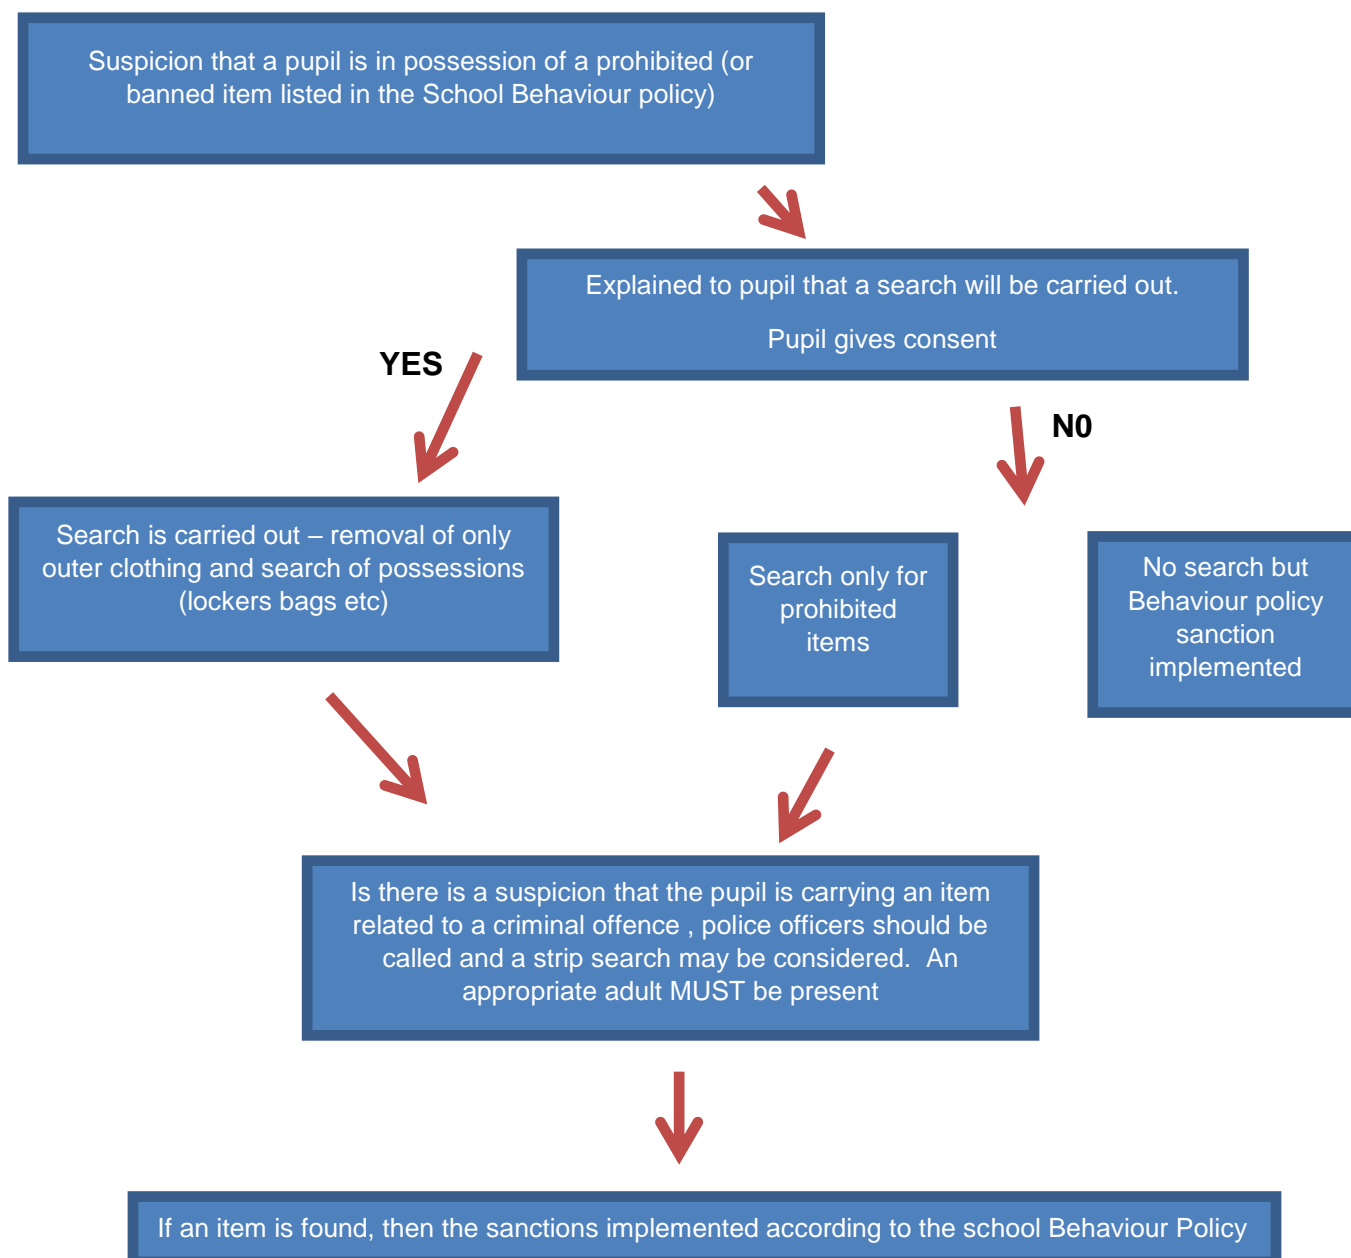 Suspicion that a pupil is in possession of a prohibited (or
banned item listed in the School Behaviour policy)
Explained to pupil that a search will be carried out.
Pupil gives consent
YES
N0
Search is carried out – removal of only
outer clothing and search of possessions
(lockers bags etc)
Search only for
prohibited
items
No search but
Behaviour policy
sanction
implemented
Is there is a suspicion that the pupil is carrying an item
related to a criminal offence , police officers should be
called and a strip search may be considered.  An
appropriate adult MUST be present
If an item is found, then the sanctions implemented according to the school Behaviour Policy